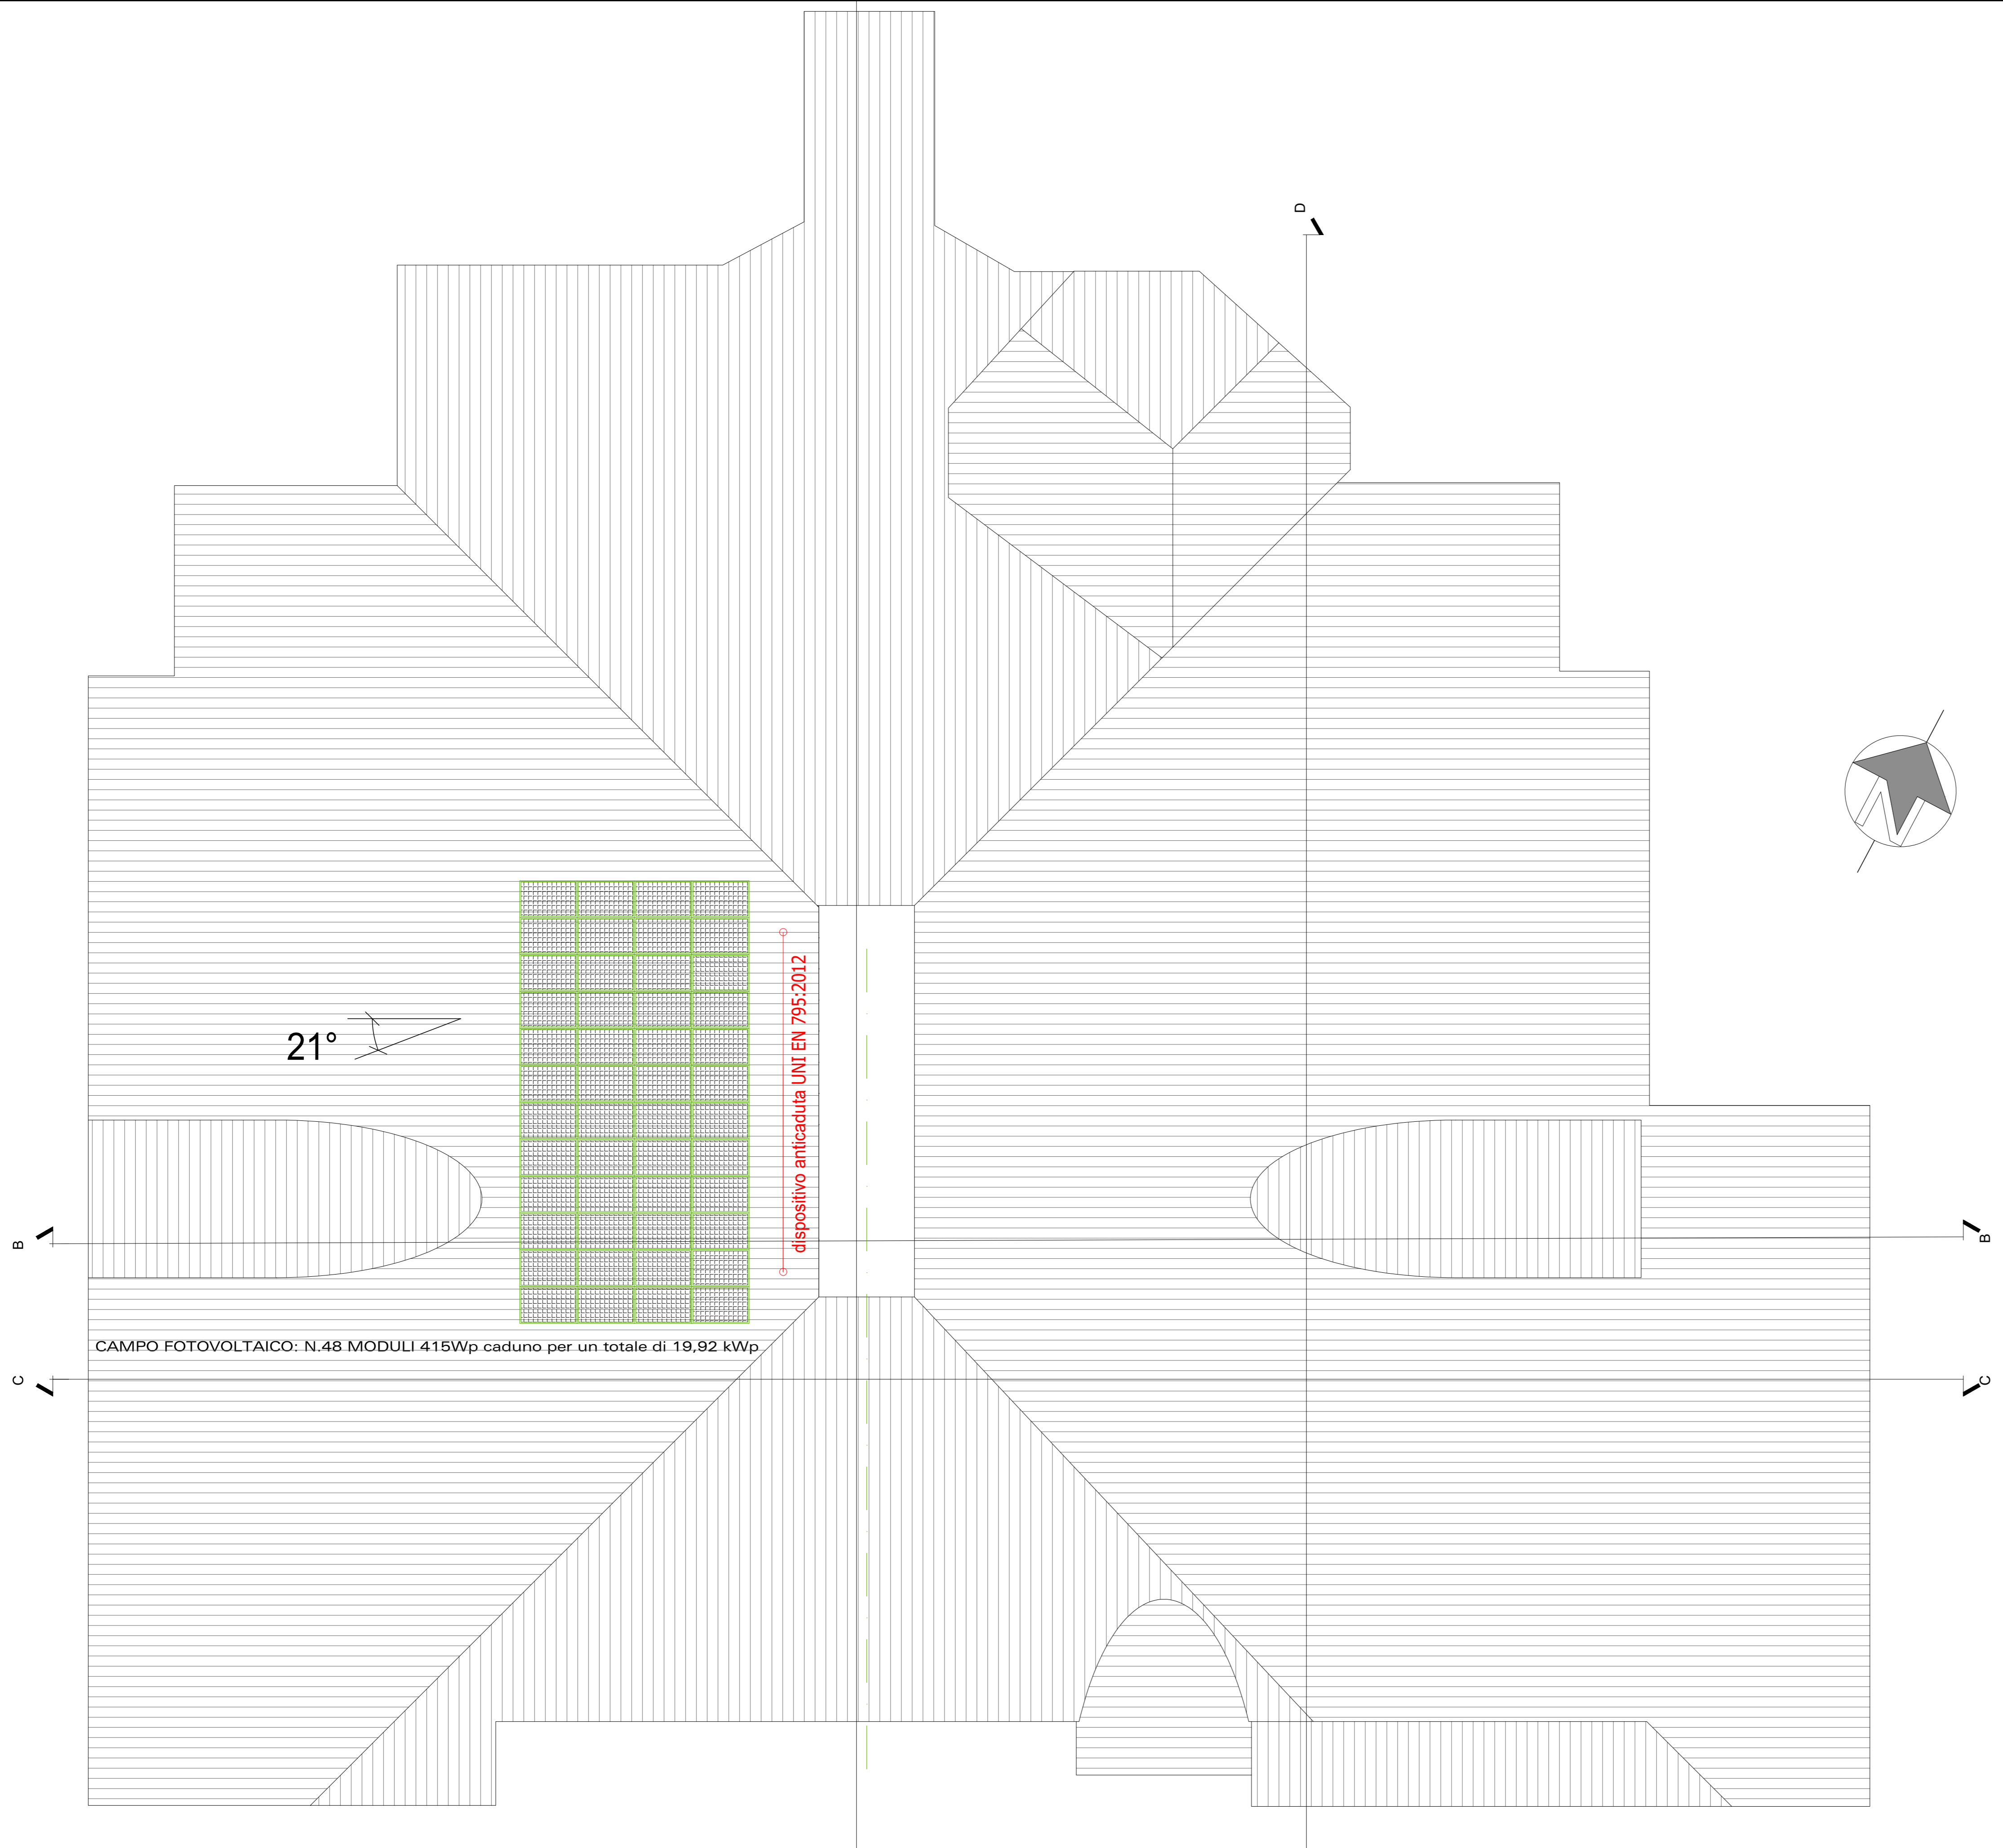 D
21°
dispositivo anticaduta UNI EN 795:2012
N
B
B
CAMPO FOTOVOLTAICO: N.48 MODULI 415Wp caduno per un totale di 19,92 kWp
C
C